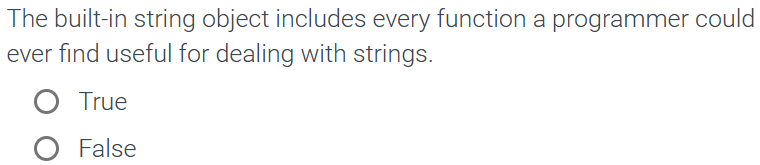 The built-in string object includes every function a programmer could
ever find useful for dealing with strings.
True
False